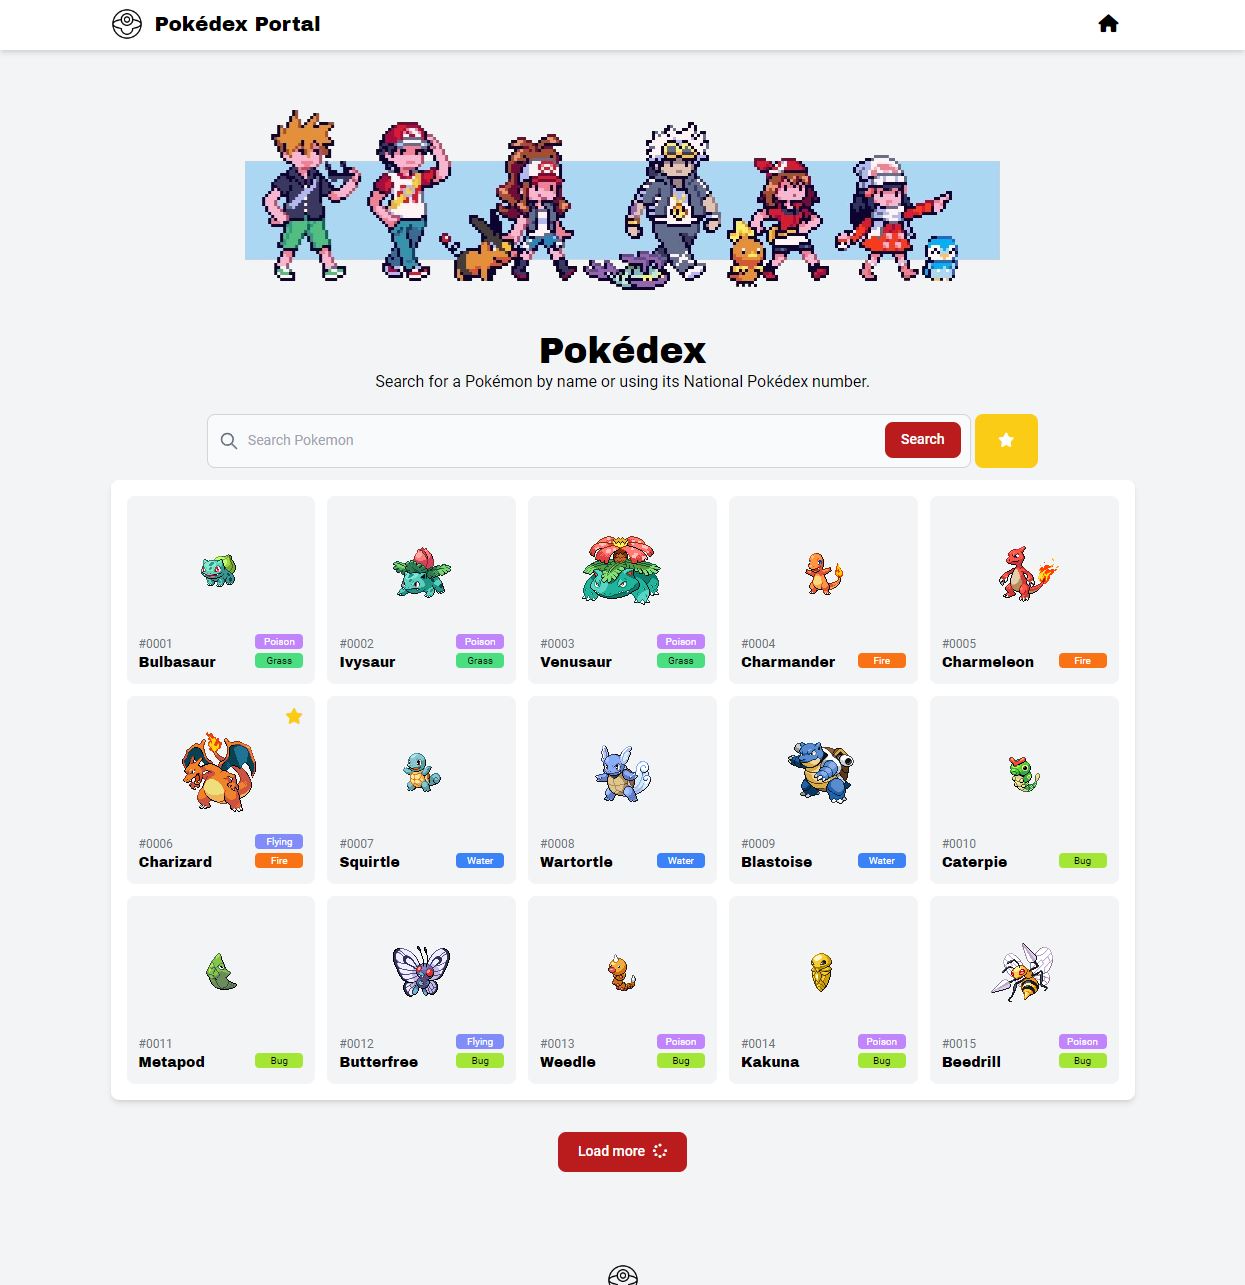 Pokédex Portal
Pokédex
Search for a Pokémon by name or using its National Pokédex number.
Search Pokemon
Search
#0001
Bulbasaur
Poison
Grass
#0002
Ivysaur
Poison
Grass
#0003
Venusaur
Poison
Grass
#0004
Charmander
Fire
#0005
Charmeleon
Fire
#0006
Charizard
Flying
Fire
#0007
Squirtle
Water
#0008
Wartortle
Water
#0009
Blastoise
Water
#0010
Caterpie
Bug
#0011
Metapod
Bug
#0012
Butterfree
Flying
Bug
#0013
Weedle
Poison
Bug
#0014
Kakuna
Poison
Bug
#0015
Beedrill
Poison
Bug
Load more